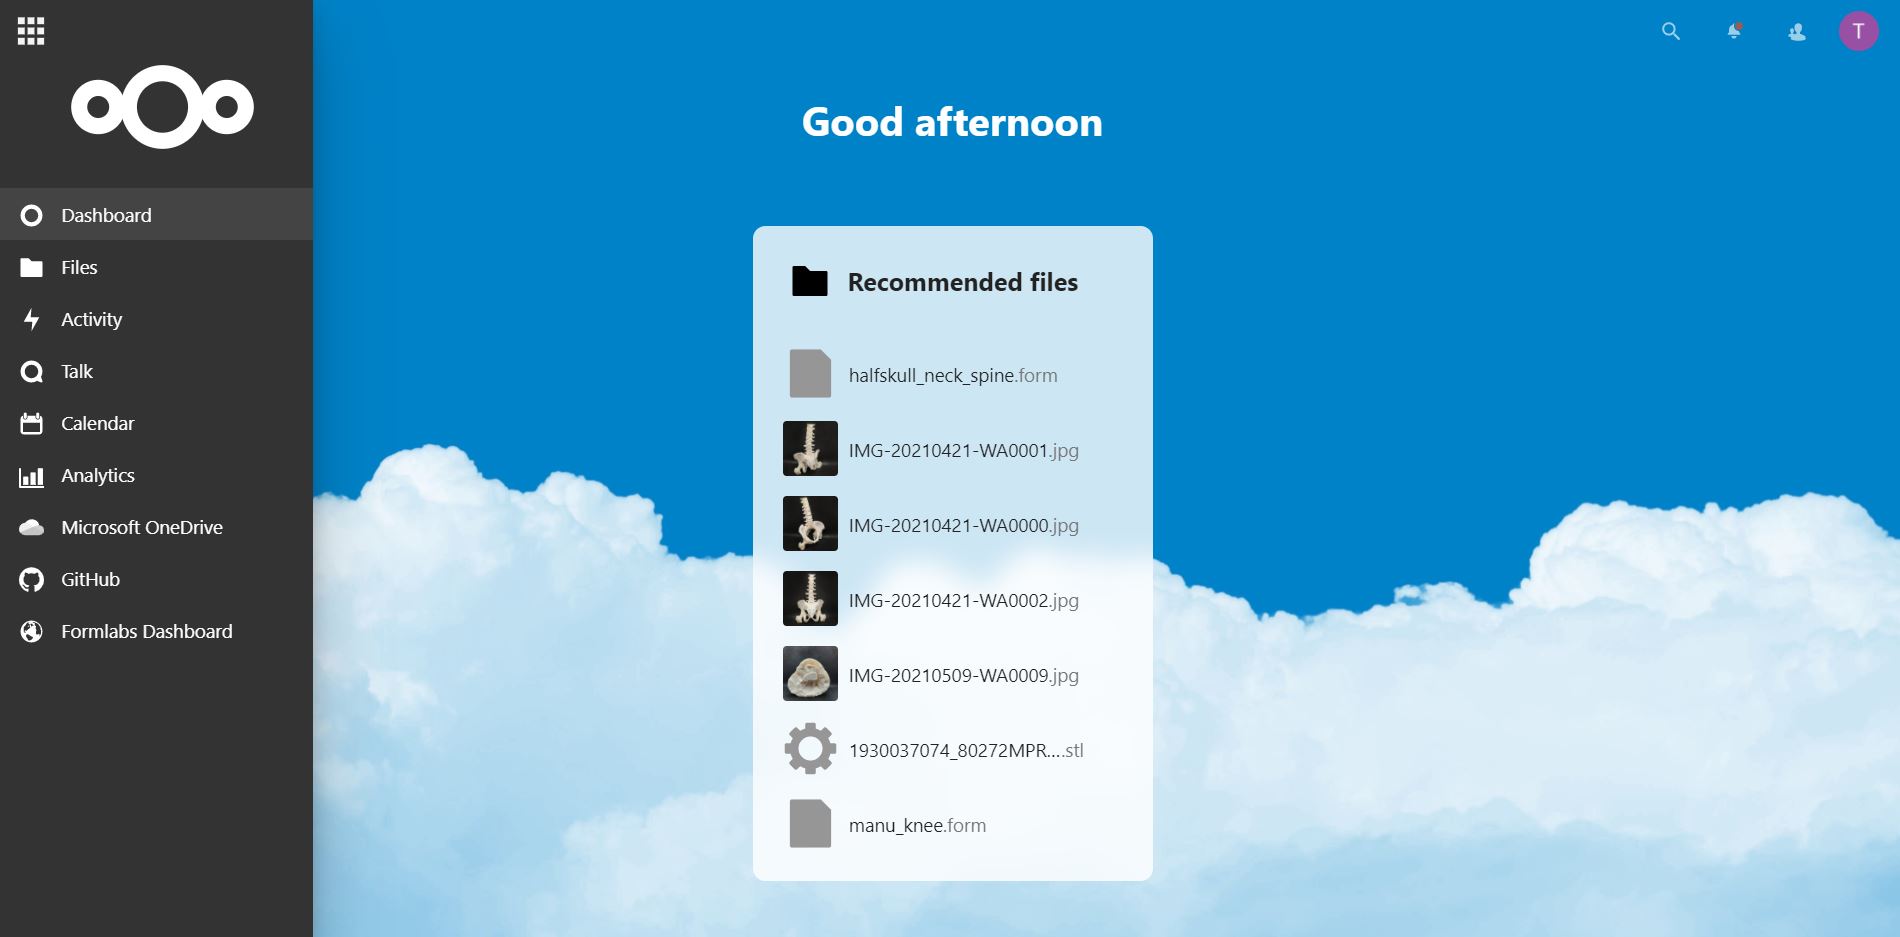 T
Good afternoon
Dashboard
Files
Activity
Talk
Calendar
Analytics
Microsoft OneDrive
GitHub
Formlabs Dashboard
Recommended files
halfskull_neck_spine.form
IMG-20210421-WA0001.jpg
IMG-20210421-WA0000.jpg
IMG-20210421-WA0002.jpg
IMG-20210509-WA0009.jpg
1930037074_80272MPR....stl
manu_knee.form